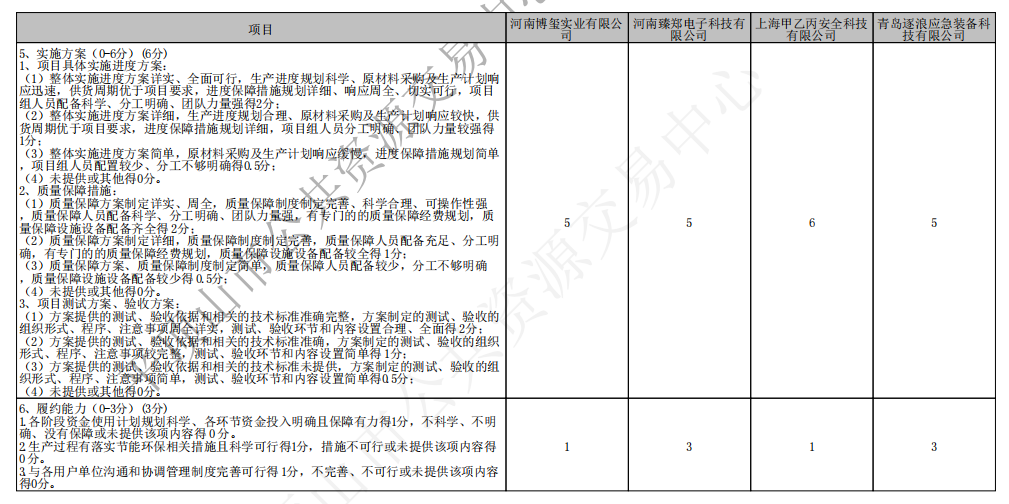 项目
河南博玺实业有限公
司
河南臻郑电子科技有
限公司
上海甲乙丙安全科技
有限公司
青岛逐浪应急装备科
技有限公司
5、实施方案（0-6分）(6分)
1、项目具体实施进度方案：
（1）整体实施进度方案详实、全面可行，生产进度规划科学、原材料采购及生产计划响
应迅速，供货周期优于项目要求，进度保障措施规划详细、响应周全、切实可行，项目
组人员配备科学、分工明确、团队力量强得2分；
（2）整体实施进度方案详细，生产进度规划合理、原材料采购及生产计划响应较快，供
货周期优于项目要求，进度保障措施规划详细，项目组人员分工明确、团队力量较强得
1分；
（3）整体实施进度方案简单，原材料采购及生产计划响应缓慢，进度保障措施规划简单
，项目组人员配置较少、分工不够明确得0.5分；
（4）未提供或其他得0分。
2、质量保障措施：
（1）质量保障方案制定详实、周全，质量保障制度制定完善、科学合理、可操作性强
，质量保障人员配备科学、分工明确、团队力量强，有专门的的质量保障经费规划，质
量保障设施设备配备齐全得2分；
（2）质量保障方案制定详细，质量保障制度制定完善，质量保障人员配备充足、分工明
确，有专门的的质量保障经费规划，质量保障设施设备配备较全得1分；
（3）质量保障方案、质量保障制度制定简单，质量保障人员配备较少，分工不够明确
，质量保障设施设备配备较少得0.5分；
（4）未提供或其他得0分。
3、项目测试方案、验收方案：
（1）方案提供的测试、验收依据和相关的技术标准准确完整，方案制定的测试、验收的
组织形式、程序、注意事项周全详实，测试、验收环节和内容设置合理、全面得2分；
（2）方案提供的测试、验收依据和相关的技术标准准确，方案制定的测试、验收的组织
形式、程序、注意事项较完整，测试、验收环节和内容设置简单得1分；
（3）方案提供的测试、验收依据和相关的技术标准未提供，方案制定的测试、验收的组
织形式、程序、注意事项简单，测试、验收环节和内容设置简单得0.5分；
（4）未提供或其他得0分。
5
5
6
5
6、履约能力（0-3分）(3分)
1.各阶段资金使用计划规划科学、各环节资金投入明确且保障有力得1分，不科学、不明
确、没有保障或未提供该项内容得0分。
2.生产过程有落实节能环保相关措施且科学可行得1分，措施不可行或未提供该项内容得
0分。
3.与各用户单位沟通和协调管理制度完善可行得1分，不完善、不可行或未提供该项内容
得0分。
1
3
1
3